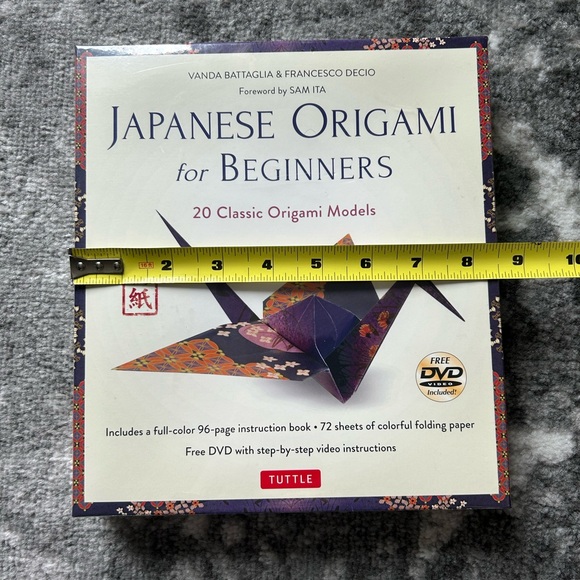 VANDA BATTAGLIA & FRANCESCO DECIO
Foreword by SAM ITA
JAPANESE ORIGAMI
for BEGINNERS
20 Classic Origami Models
2 3 4 5 6 7 8 9 10
紙
FREE
DVD
VIDEO
Included!
Includes a full-color 96-page instruction book • 72 sheets of colorful folding paper
Free DVD with step-by-step video instructions
TUTTLE